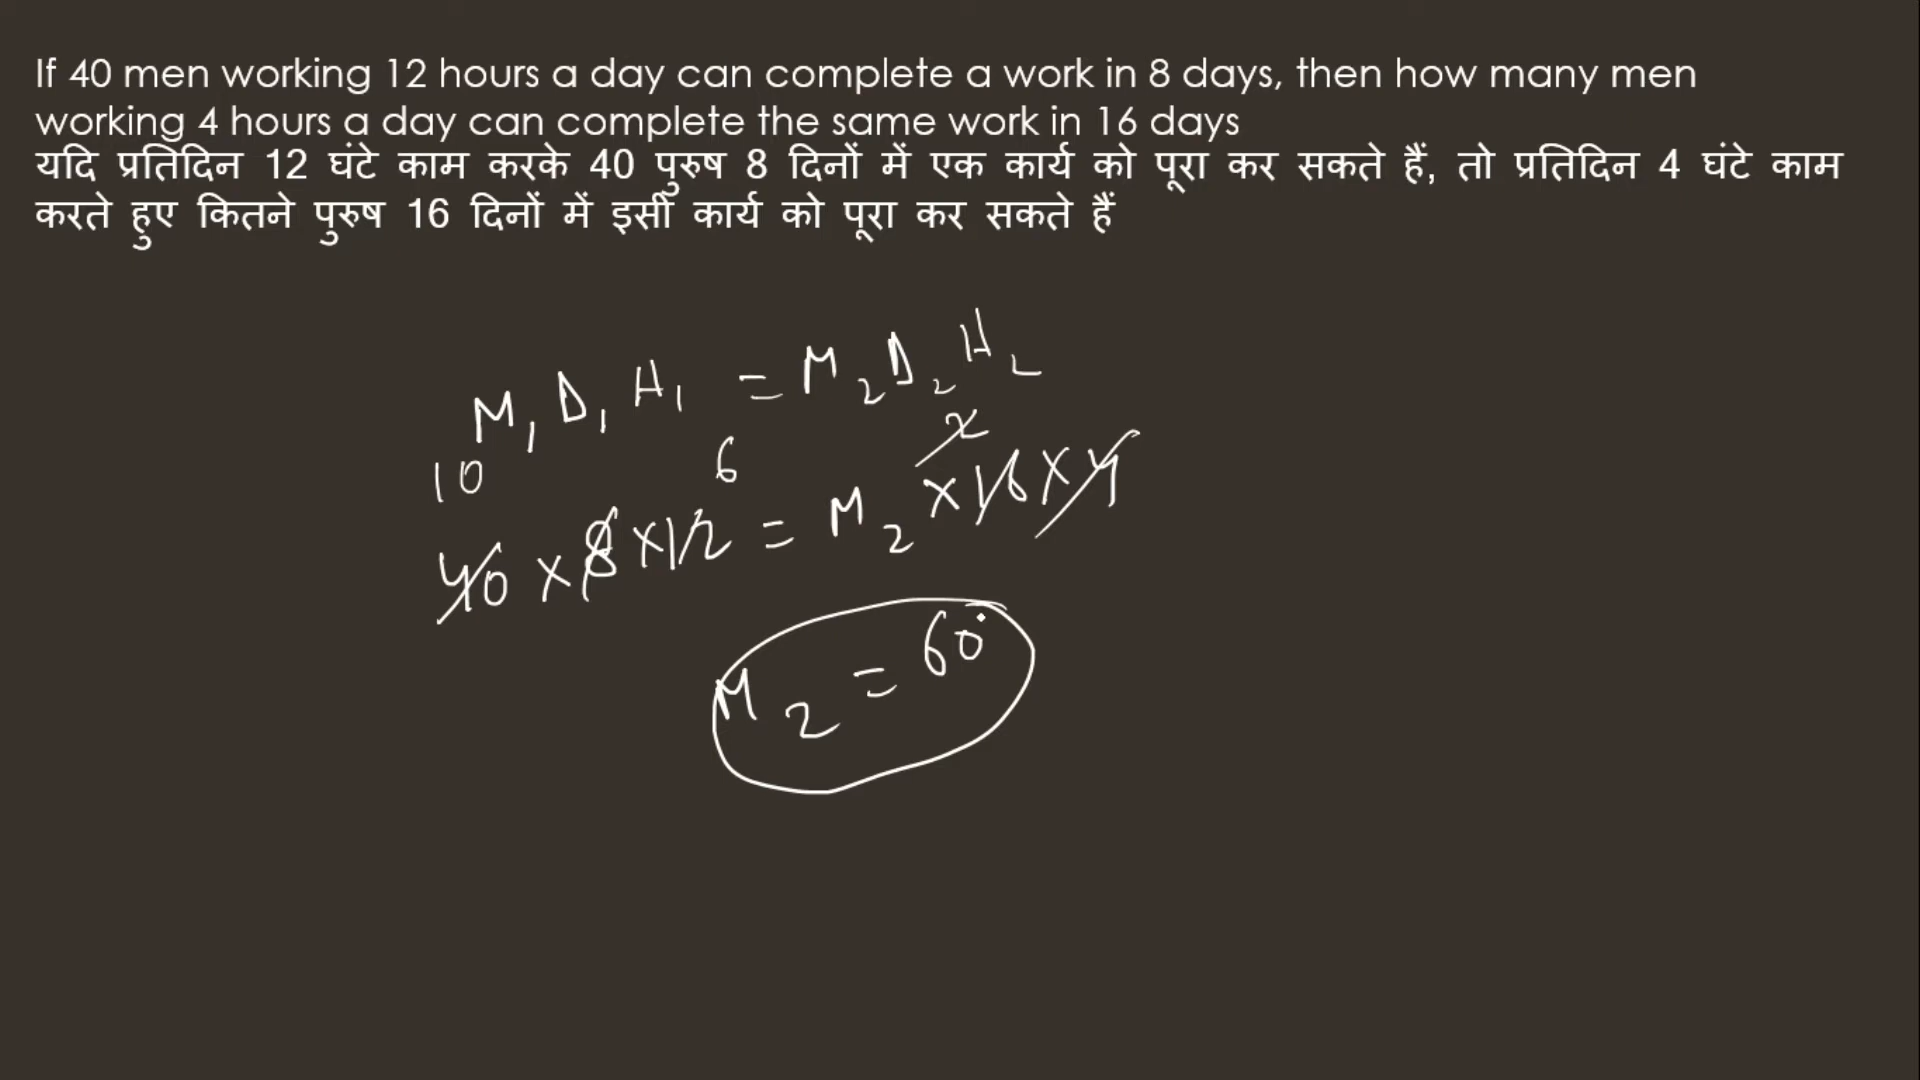 If 40 men working 12 hours a day can complete a work in 8 days, then how many men
working 4 hours a day can complete the same work in 16 days
यदि प्रतिदिन 12 घंटे काम करके 40 पुरुष 8 दिनों में एक कार्य को पूरा कर सकते हैं, तो प्रतिदिन 4 घंटे काम
करते हुए कितने पुरुष 16 दिनों में इसी कार्य को पूरा कर सकते हैं
M₁ D₁ H₁ = M₂ D₂ H₂
10 6 2
40 × 8 × 12 = M₂ × 16 × 4
M₂ = 60